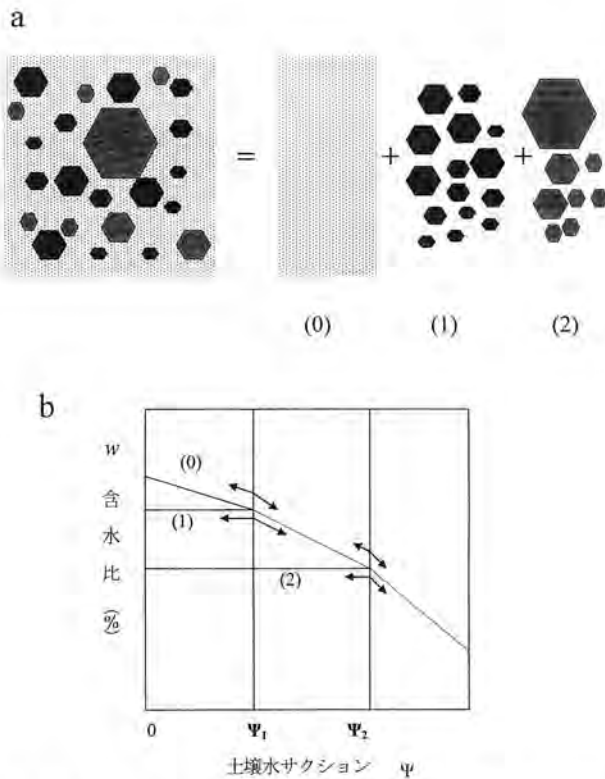 a
= + +
(0) (1) (2)
b
w
含
水
比
(%)
(0)
(1)
(2)
0 Ψ1 Ψ2
土壌水サクション Ψ